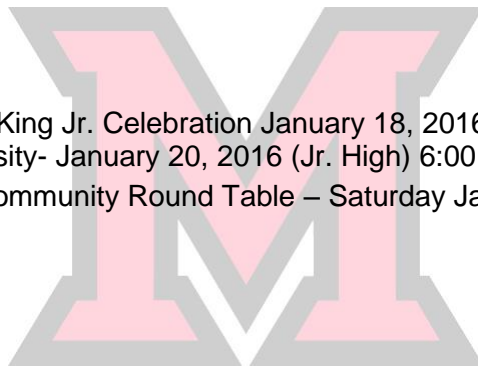 King Jr. Celebration January 18, 2016
sity- January 20, 2016 (Jr. High) 6:00
ommunity Round Table – Saturday Ja
M